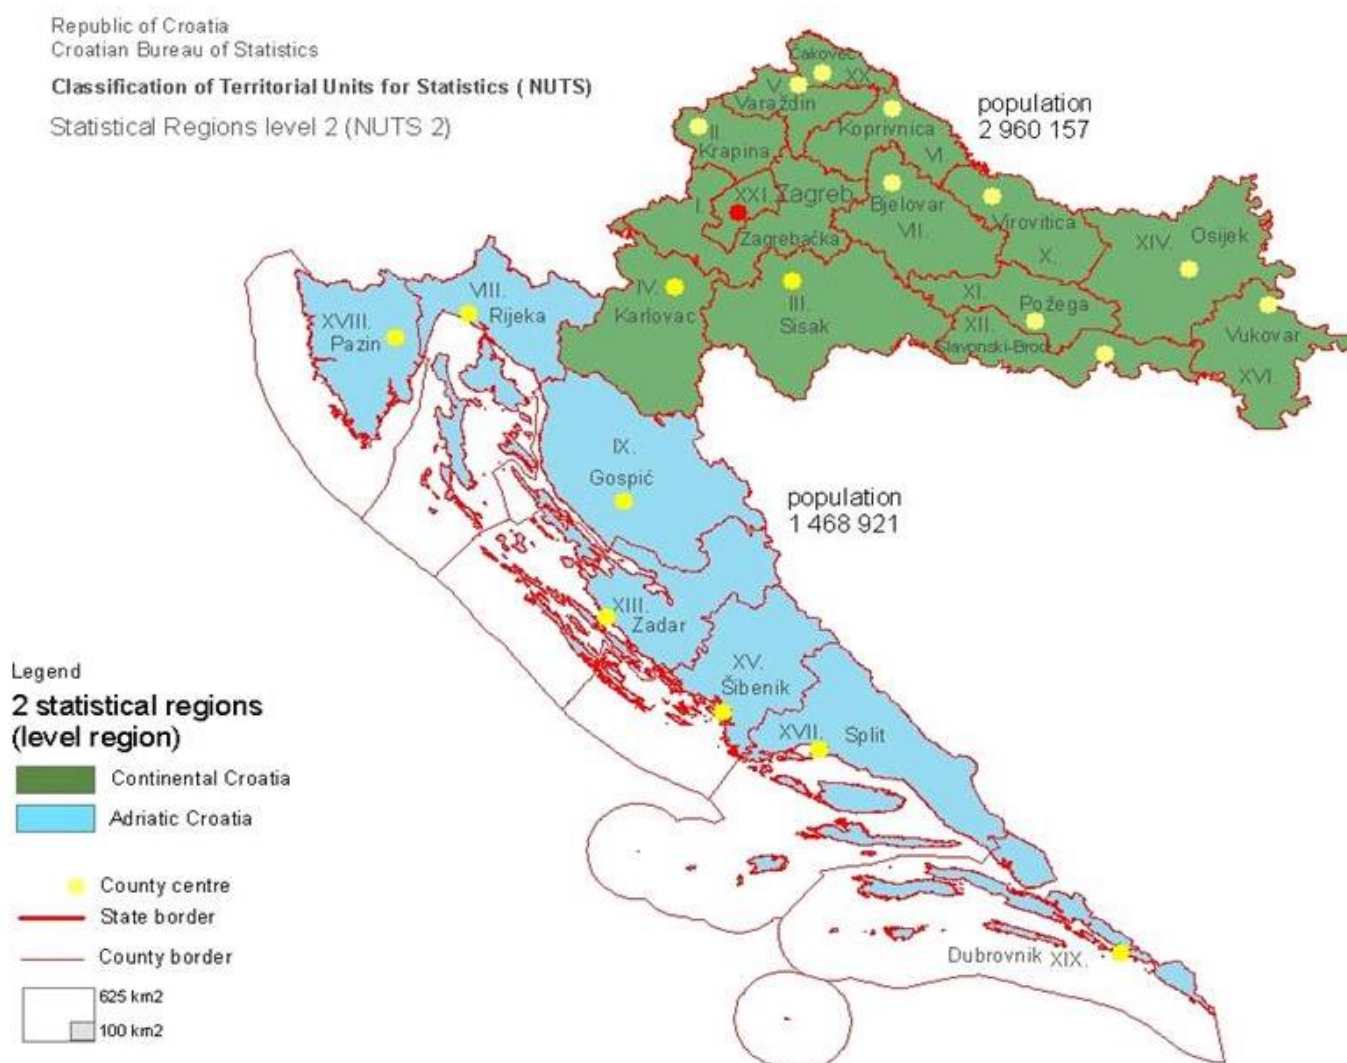 Republic of Croatia
Croatian Bureau of Statistics
Classification of Territorial Units for Statistics ( NUTS)
Statistical Regions level 2 (NUTS 2)
population
2 960 157
Čakovec
XX.
V.
Varaždin
Koprivnica
VI.
II.
Krapina
I.
XXI. Zagreb
Zagrebačka
Bjelovar
VII.
Virovitica
X.
XIV. Osijek
IV.
Karlovac
III.
Sisak
XI.
Požega
XII.
Slavonski-Brod
Vukovar
XVI.
VIII.
Rijeka
XVIII.
Pazin
IX.
Gospić
population
1 468 921
XIII.
Zadar
XV.
Šibenik
XVII. Split
Dubrovnik XIX.
Legend
2 statistical regions
(level region)
Continental Croatia
Adriatic Croatia
County centre
State border
County border
625 km2
100 km2